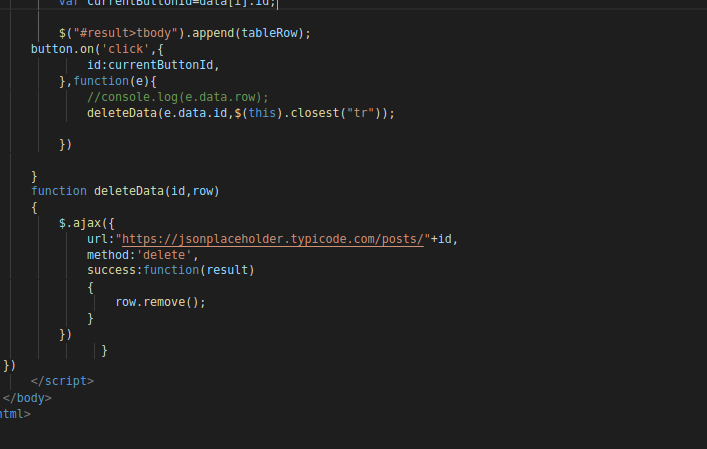 var currentButtonId=data[i].id;
$("#result>tbody").append(tableRow);
button.on('click',{
id:currentButtonId,
},function(e){
//console.log(e.data.row);
deleteData(e.data.id,$(this).closest("tr"));
})
}
function deleteData(id,row)
{
$.ajax({
url:"https://jsonplaceholder.typicode.com/posts/"+id,
method:'delete',
success:function(result)
{
row.remove();
}
})
}
})
</script>
</body>
html>